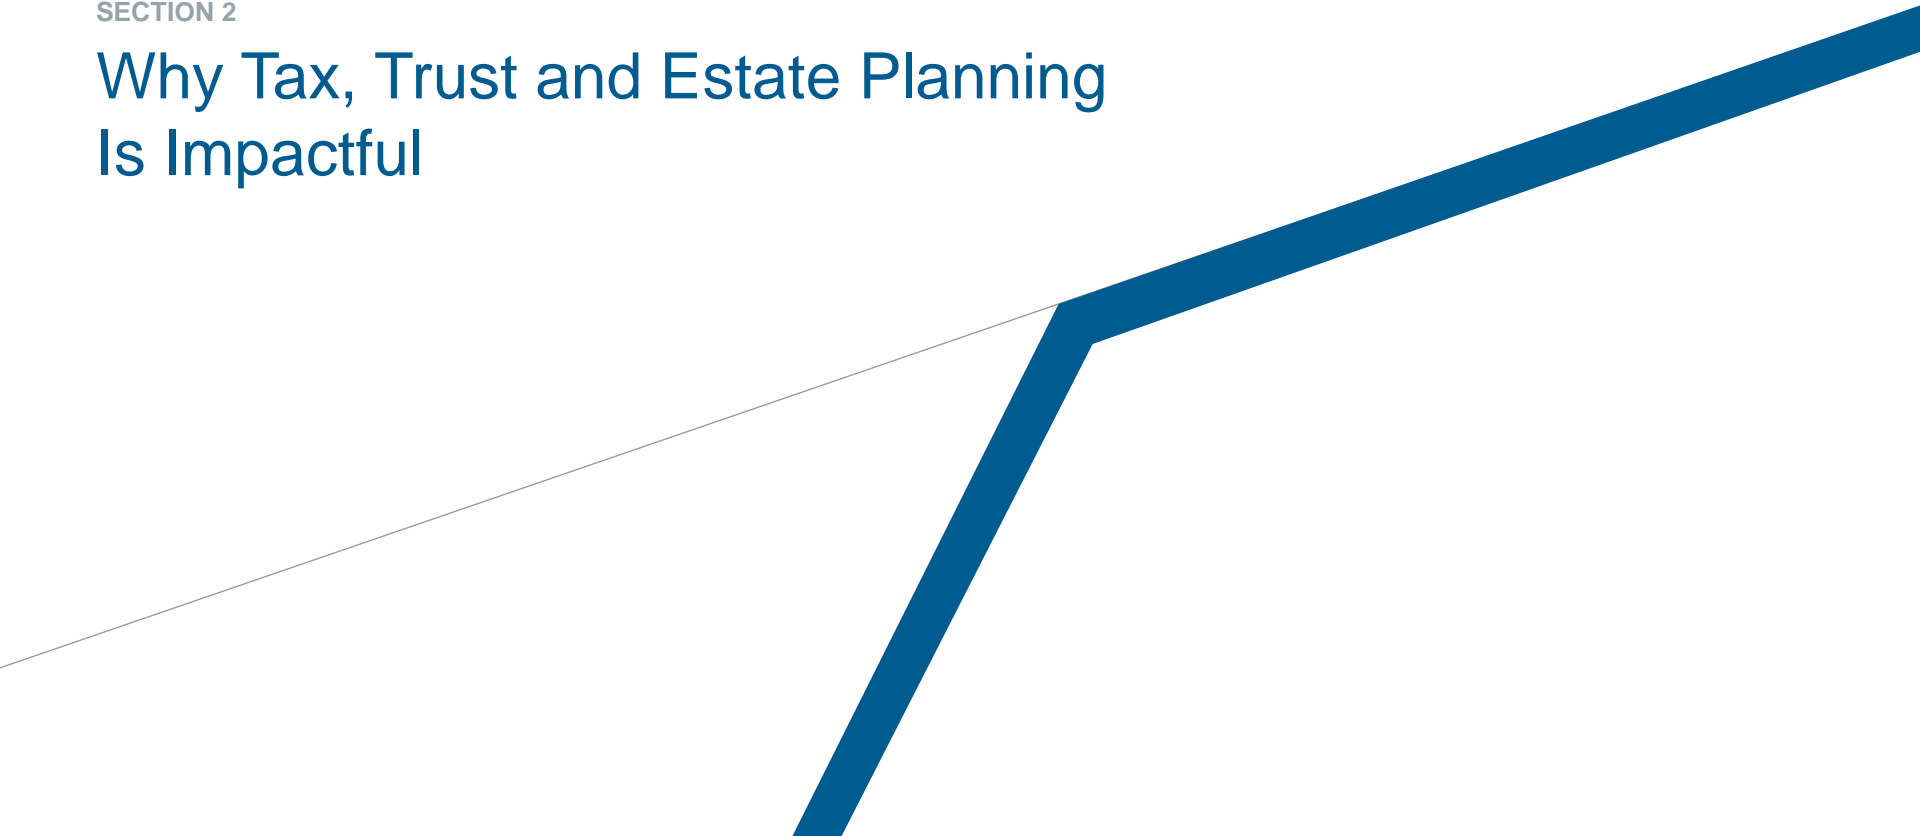 SECTION 2
Why Tax, Trust and Estate Planning
Is Impactful